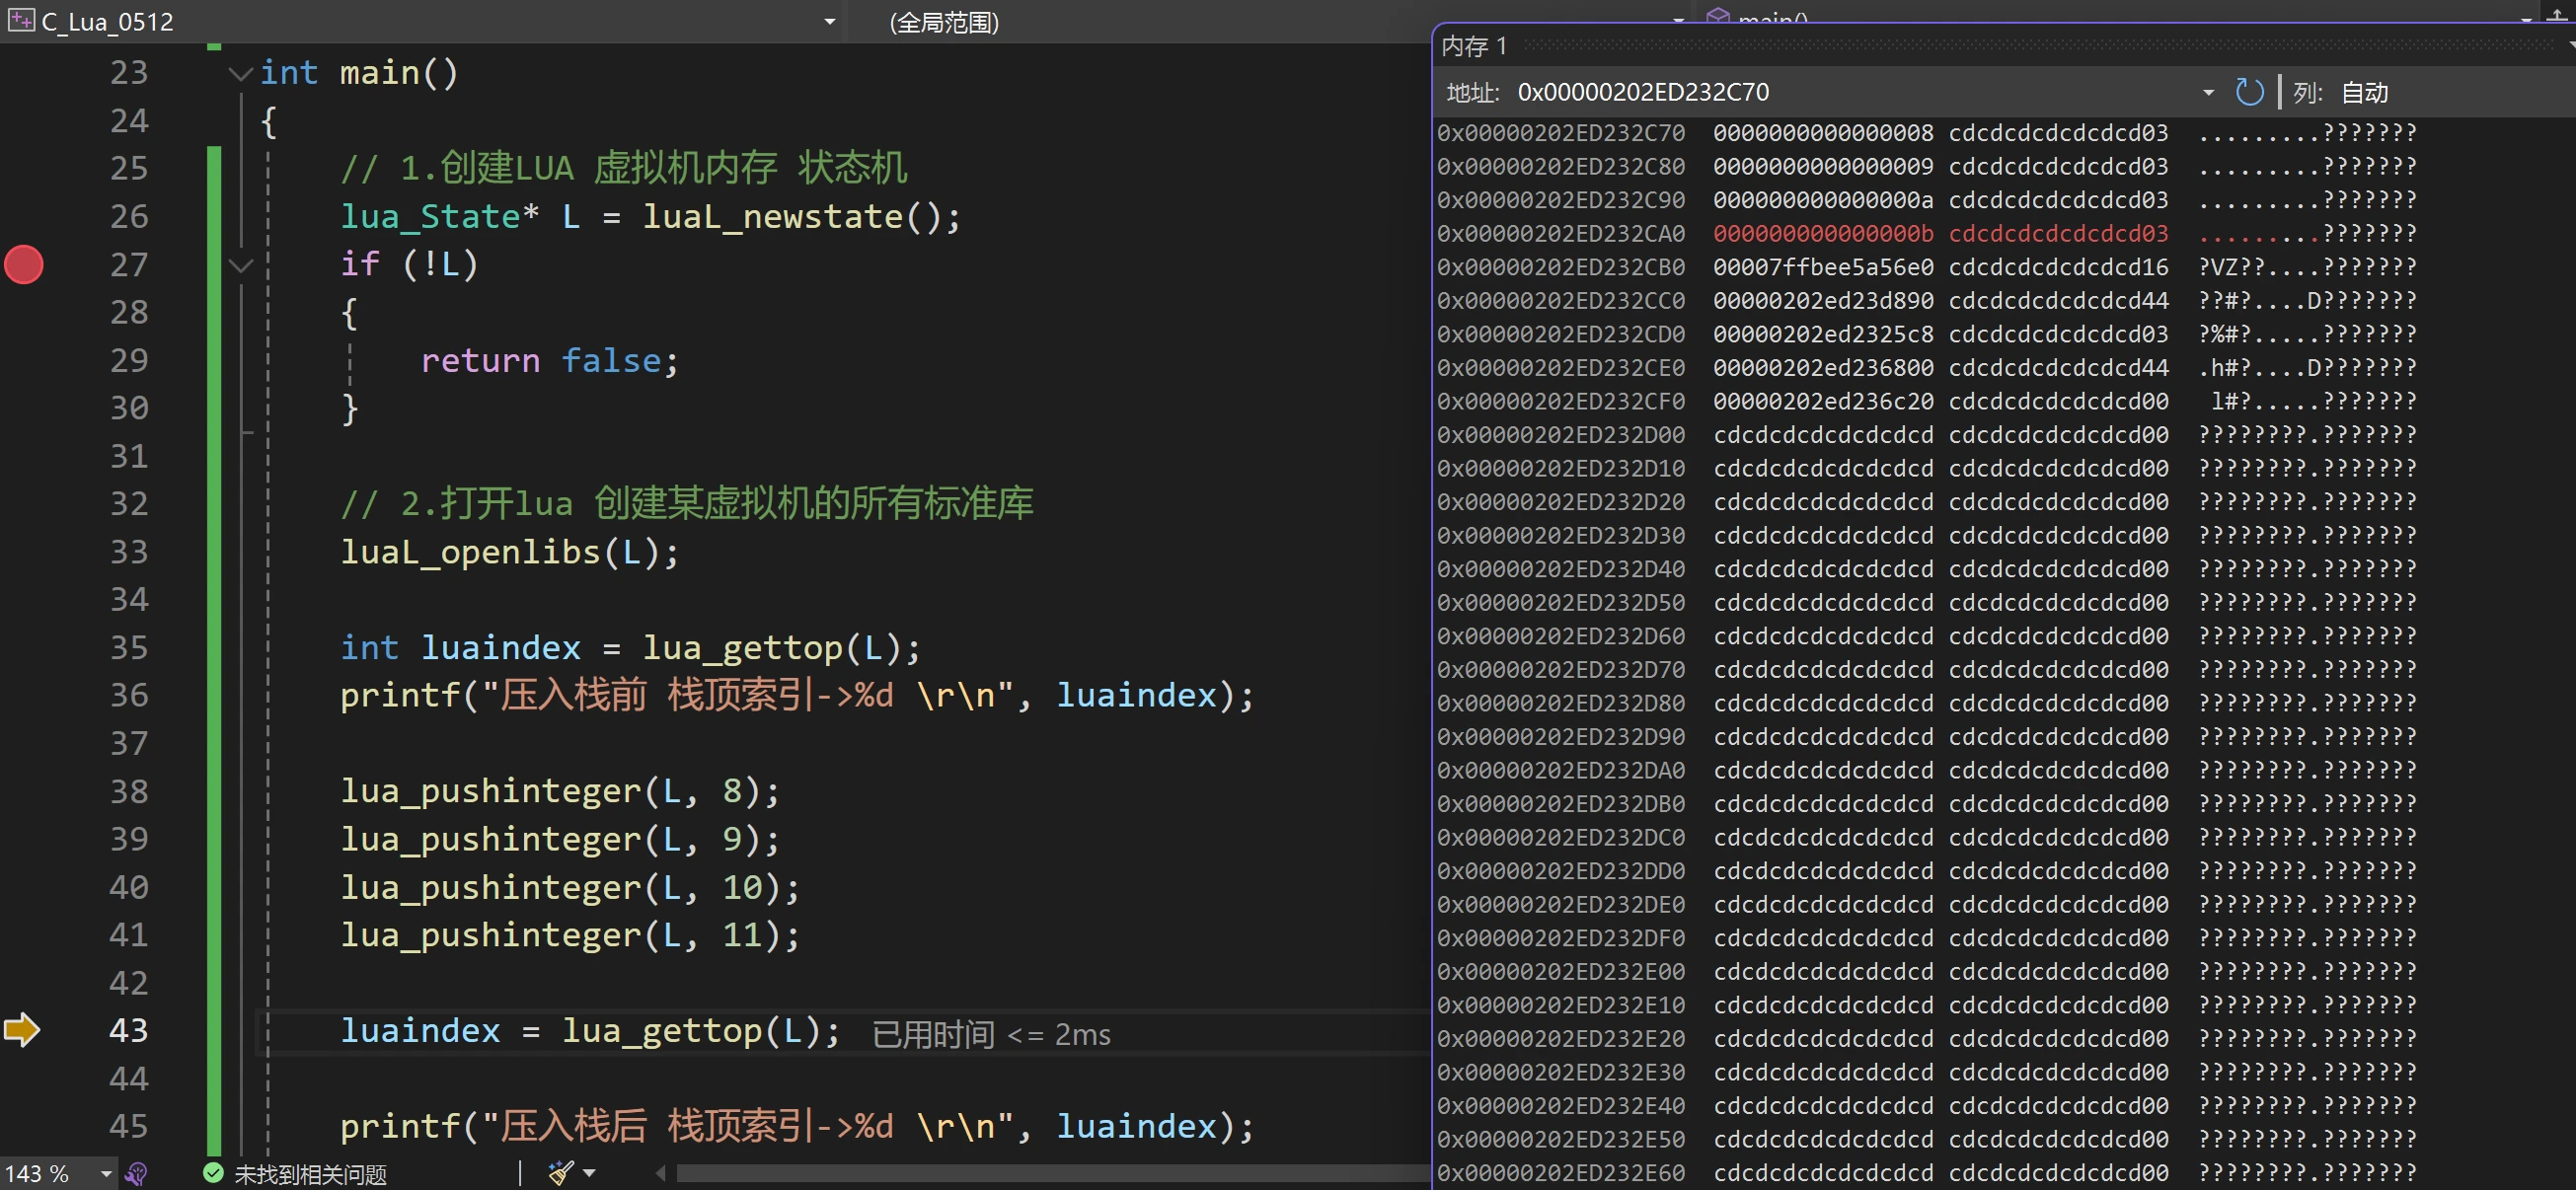 C_Lua_0512
(全局范围)
main()
23 int main()
24 {
25 // 1.创建LUA 虚拟机内存 状态机
26 lua_State* L = luaL_newstate();
27 if (!L)
28 {
29 return false;
30 }
31
32 // 2.打开lua 创建某虚拟机的所有标准库
33 luaL_openlibs(L);
34
35 int luaindex = lua_gettop(L);
36 printf("压入栈前 栈顶索引->%d \r\n", luaindex);
37
38 lua_pushinteger(L, 8);
39 lua_pushinteger(L, 9);
40 lua_pushinteger(L, 10);
41 lua_pushinteger(L, 11);
42
43 luaindex = lua_gettop(L); 已用时间 <= 2ms
44
45 printf("压入栈后 栈顶索引->%d \r\n", luaindex);
143 %
未找到相关问题
内存 1
地址: 0x00000202ED232C70 列: 自动
0x00000202ED232C70 0000000000000008 cdcdcdcdcdcdcd03 .........???????
0x00000202ED232C80 0000000000000009 cdcdcdcdcdcdcd03 .........???????
0x00000202ED232C90 000000000000000a cdcdcdcdcdcdcd03 .........???????
0x00000202ED232CA0 000000000000000b cdcdcdcdcdcdcd03 .........???????
0x00000202ED232CB0 00007ffbee5a56e0 cdcdcdcdcdcdcd16 ?VZ??....???????
0x00000202ED232CC0 00000202ed23d890 cdcdcdcdcdcdcd44 ??#?....D???????
0x00000202ED232CD0 00000202ed2325c8 cdcdcdcdcdcdcd03 ?%#?.....???????
0x00000202ED232CE0 00000202ed236800 cdcdcdcdcdcdcd44 .h#?....D???????
0x00000202ED232CF0 00000202ed236c20 cdcdcdcdcdcdcd00 l#?.....???????
0x00000202ED232D00 cdcdcdcdcdcdcdcd cdcdcdcdcdcdcd00 ????????.???????
0x00000202ED232D10 cdcdcdcdcdcdcdcd cdcdcdcdcdcdcd00 ????????.???????
0x00000202ED232D20 cdcdcdcdcdcdcdcd cdcdcdcdcdcdcd00 ????????.???????
0x00000202ED232D30 cdcdcdcdcdcdcdcd cdcdcdcdcdcdcd00 ????????.???????
0x00000202ED232D40 cdcdcdcdcdcdcdcd cdcdcdcdcdcdcd00 ????????.???????
0x00000202ED232D50 cdcdcdcdcdcdcdcd cdcdcdcdcdcdcd00 ????????.???????
0x00000202ED232D60 cdcdcdcdcdcdcdcd cdcdcdcdcdcdcd00 ????????.???????
0x00000202ED232D70 cdcdcdcdcdcdcdcd cdcdcdcdcdcdcd00 ????????.???????
0x00000202ED232D80 cdcdcdcdcdcdcdcd cdcdcdcdcdcdcd00 ????????.???????
0x00000202ED232D90 cdcdcdcdcdcdcdcd cdcdcdcdcdcdcd00 ????????.???????
0x00000202ED232DA0 cdcdcdcdcdcdcdcd cdcdcdcdcdcdcd00 ????????.???????
0x00000202ED232DB0 cdcdcdcdcdcdcdcd cdcdcdcdcdcdcd00 ????????.???????
0x00000202ED232DC0 cdcdcdcdcdcdcdcd cdcdcdcdcdcdcd00 ????????.???????
0x00000202ED232DD0 cdcdcdcdcdcdcdcd cdcdcdcdcdcdcd00 ????????.???????
0x00000202ED232DE0 cdcdcdcdcdcdcdcd cdcdcdcdcdcdcd00 ????????.???????
0x00000202ED232DF0 cdcdcdcdcdcdcdcd cdcdcdcdcdcdcd00 ????????.???????
0x00000202ED232E00 cdcdcdcdcdcdcdcd cdcdcdcdcdcdcd00 ????????.???????
0x00000202ED232E10 cdcdcdcdcdcdcdcd cdcdcdcdcdcdcd00 ????????.???????
0x00000202ED232E20 cdcdcdcdcdcdcdcd cdcdcdcdcdcdcd00 ????????.???????
0x00000202ED232E30 cdcdcdcdcdcdcdcd cdcdcdcdcdcdcd00 ????????.???????
0x00000202ED232E40 cdcdcdcdcdcdcdcd cdcdcdcdcdcdcd00 ????????.???????
0x00000202ED232E50 cdcdcdcdcdcdcdcd cdcdcdcdcdcdcd00 ????????.???????
0x00000202ED232E60 cdcdcdcdcdcdcdcd cdcdcdcdcdcdcd00 ????????.???????